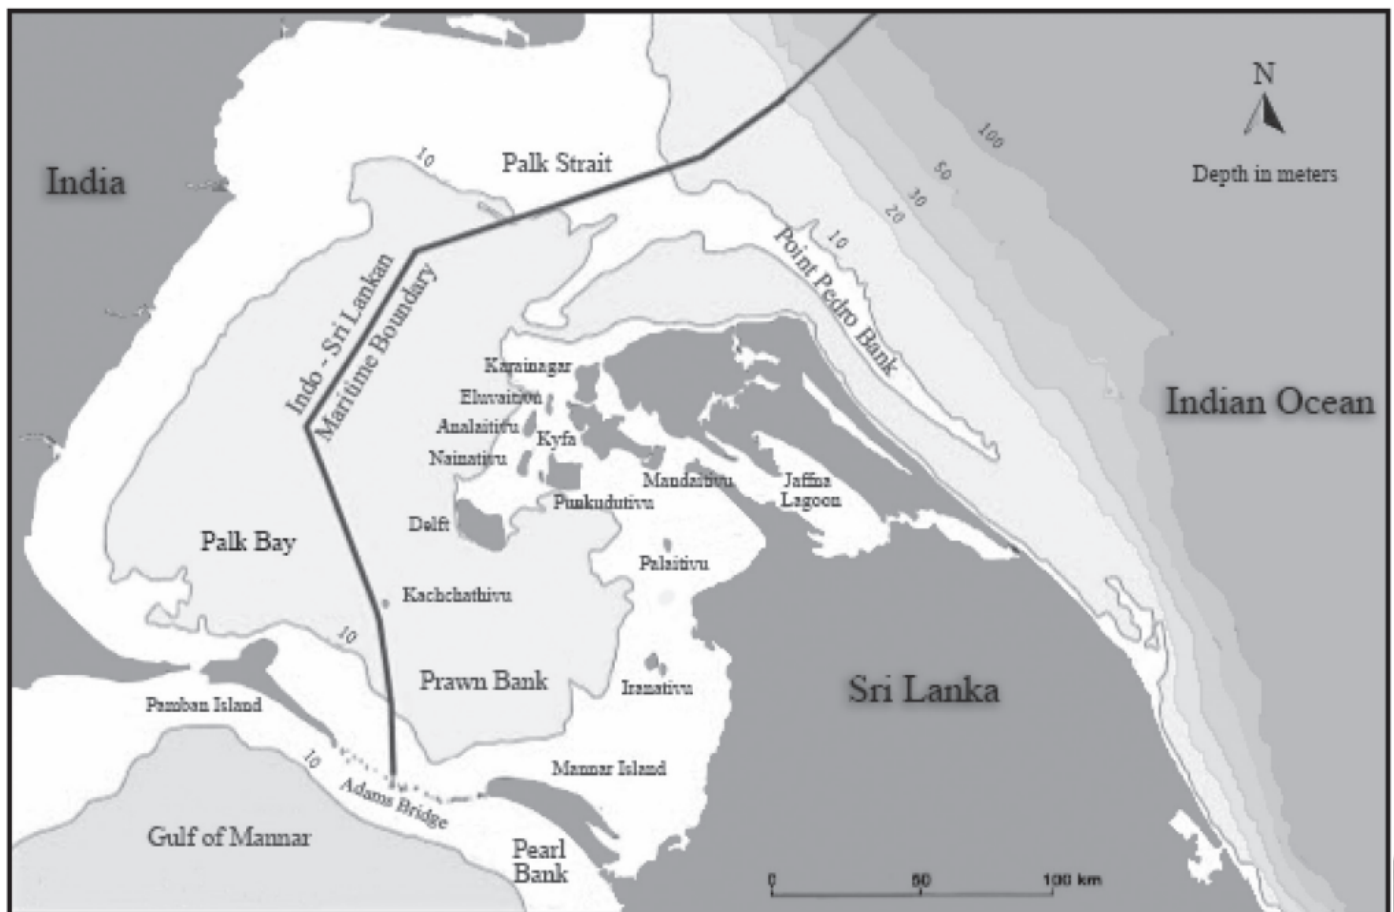 N
Depth in meters
India
Palk Strait
10
100
50
30
20
10
Point Pedro Bank
Indo - Sri Lankan
Maritime Boundary
Indian Ocean
Karainagar
Eluvaitivu
Analaitivu
Kyfa
Nainativu
Mandaitivu
Jaffna
Lagoon
Punkudutivu
Delft
Palk Bay
Palaitivu
Kachchathivu
10
Prawn Bank
Iranativu
Sri Lanka
Pamban Island
10
Mannar Island
Adams Bridge
Gulf of Mannar
Pearl
Bank
0 50 100 km